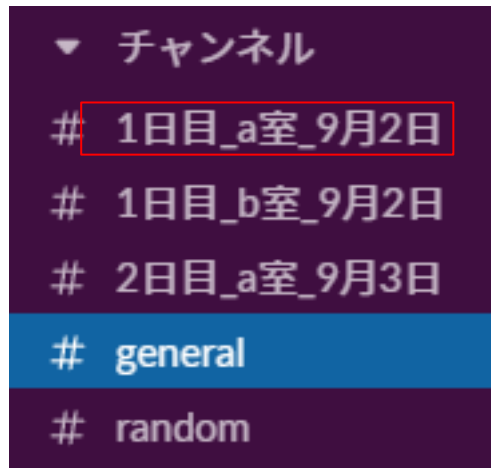 ▼ チャンネル
# 1日目_a室_9月2日
# 1日目_b室_9月2日
# 2日目_a室_9月3日
# general
# random